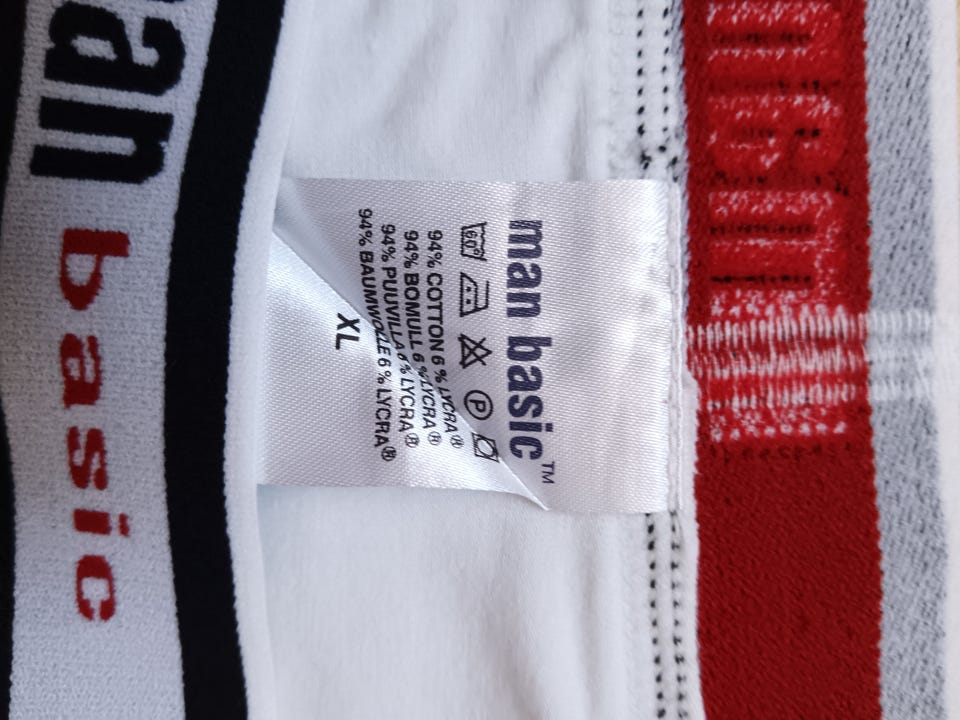 man basic™
60 P
94% COTTON 6% LYCRA®
94% BOMULL 6% LYCRA®
94% PUUVILLA 6% LYCRA®
94% BAUMWOLLE 6% LYCRA®
XL
basic